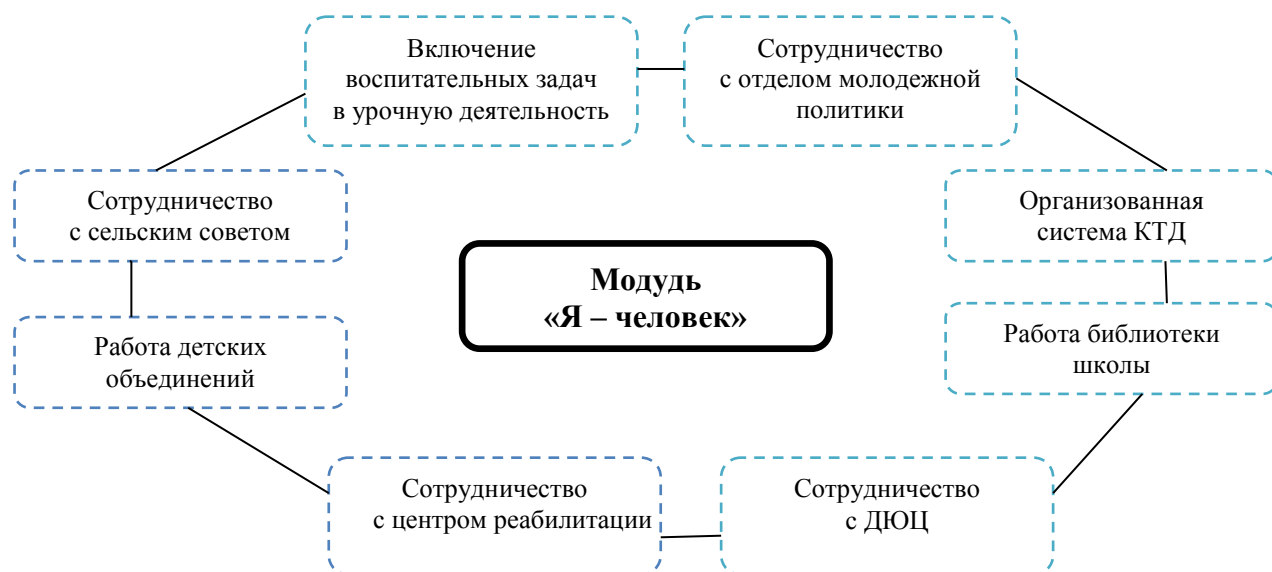 Включение
воспитательных задач
в урочную деятельность
Сотрудничество
с отделом молодежной
политики
Сотрудничество
с сельским советом
Организованная
система КТД
Модудь
«Я – человек»
Работа детских
объединений
Работа библиотеки
школы
Сотрудничество
с центром реабилитации
Сотрудничество
с ДЮЦ